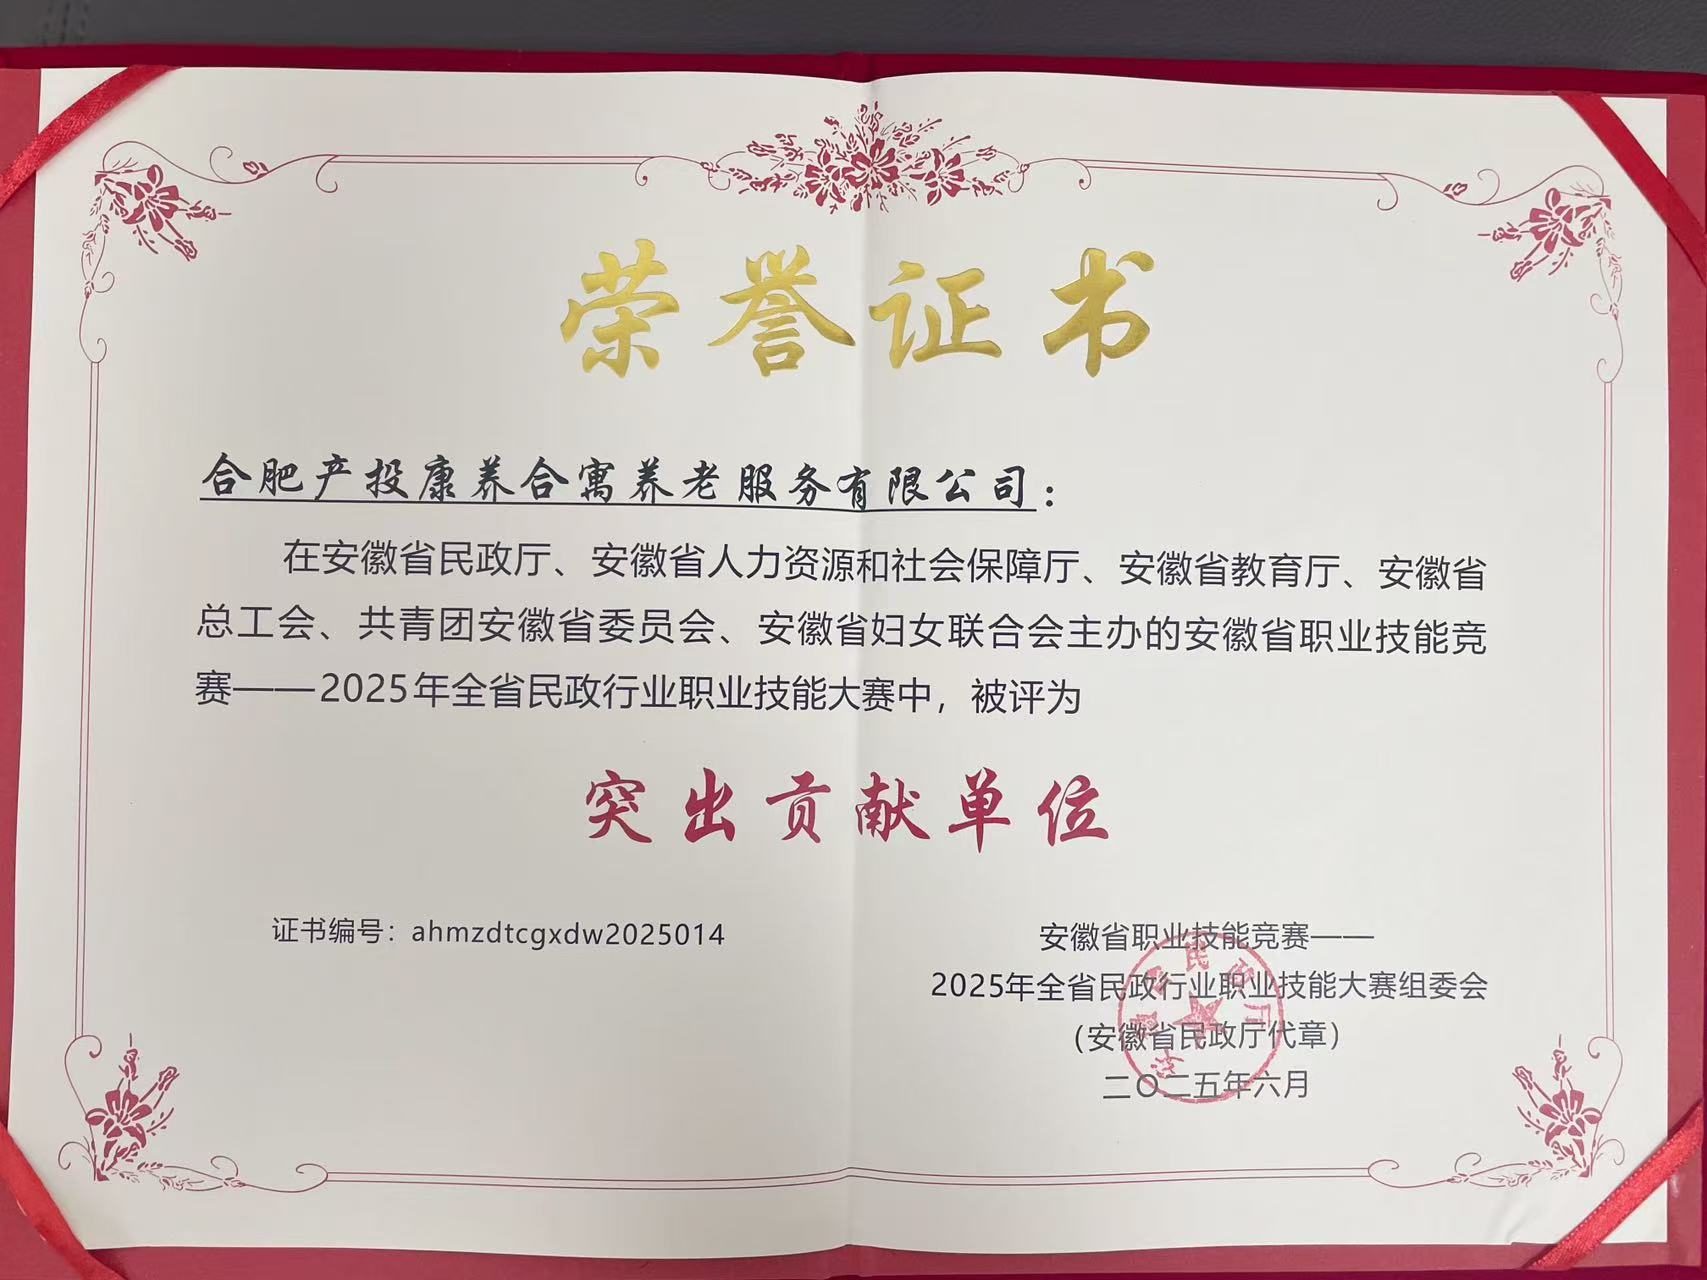 荣誉证书
合肥产投康养合寓养老服务有限公司：
在安徽省民政厅、安徽省人力资源和社会保障厅、安徽省教育厅、安徽省
总工会、共青团安徽省委员会、安徽省妇女联合会主办的安徽省职业技能竞
赛——2025年全省民政行业职业技能大赛中，被评为
突出贡献单位
证书编号：ahmzdtcgxdw2025014
安徽省职业技能竞赛——
2025年全省民政行业职业技能大赛组委会
（安徽省民政厅代章）
二〇二五年六月
安徽省民政厅